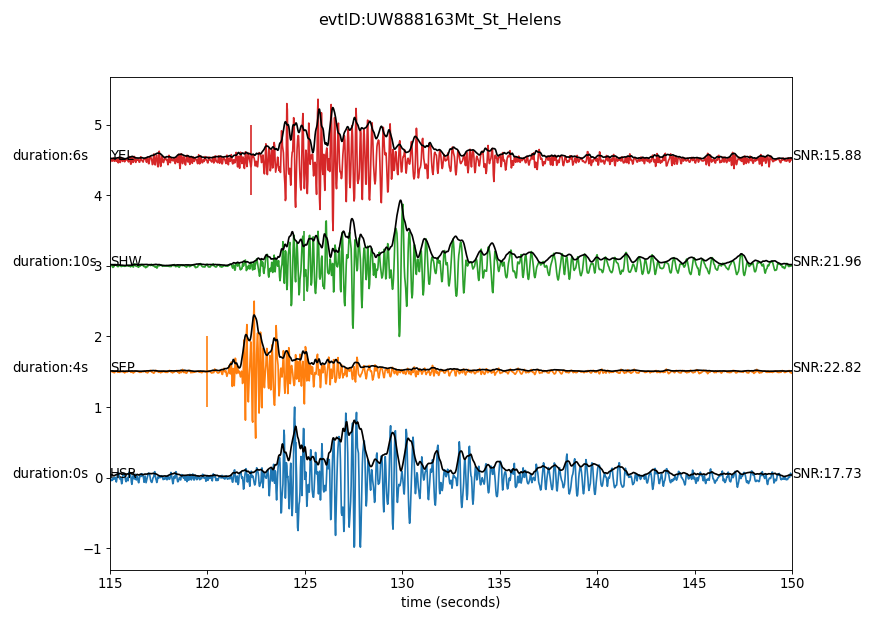 evtID:UW888163Mt_St_Helens
5
duration:6s YEL SNR:15.88
4
duration:10s SHW SNR:21.96
3
2
duration:4s SEP SNR:22.82
1
duration:0s HSR SNR:17.73
0
−1
115 120 125 130 135 140 145 150
time (seconds)